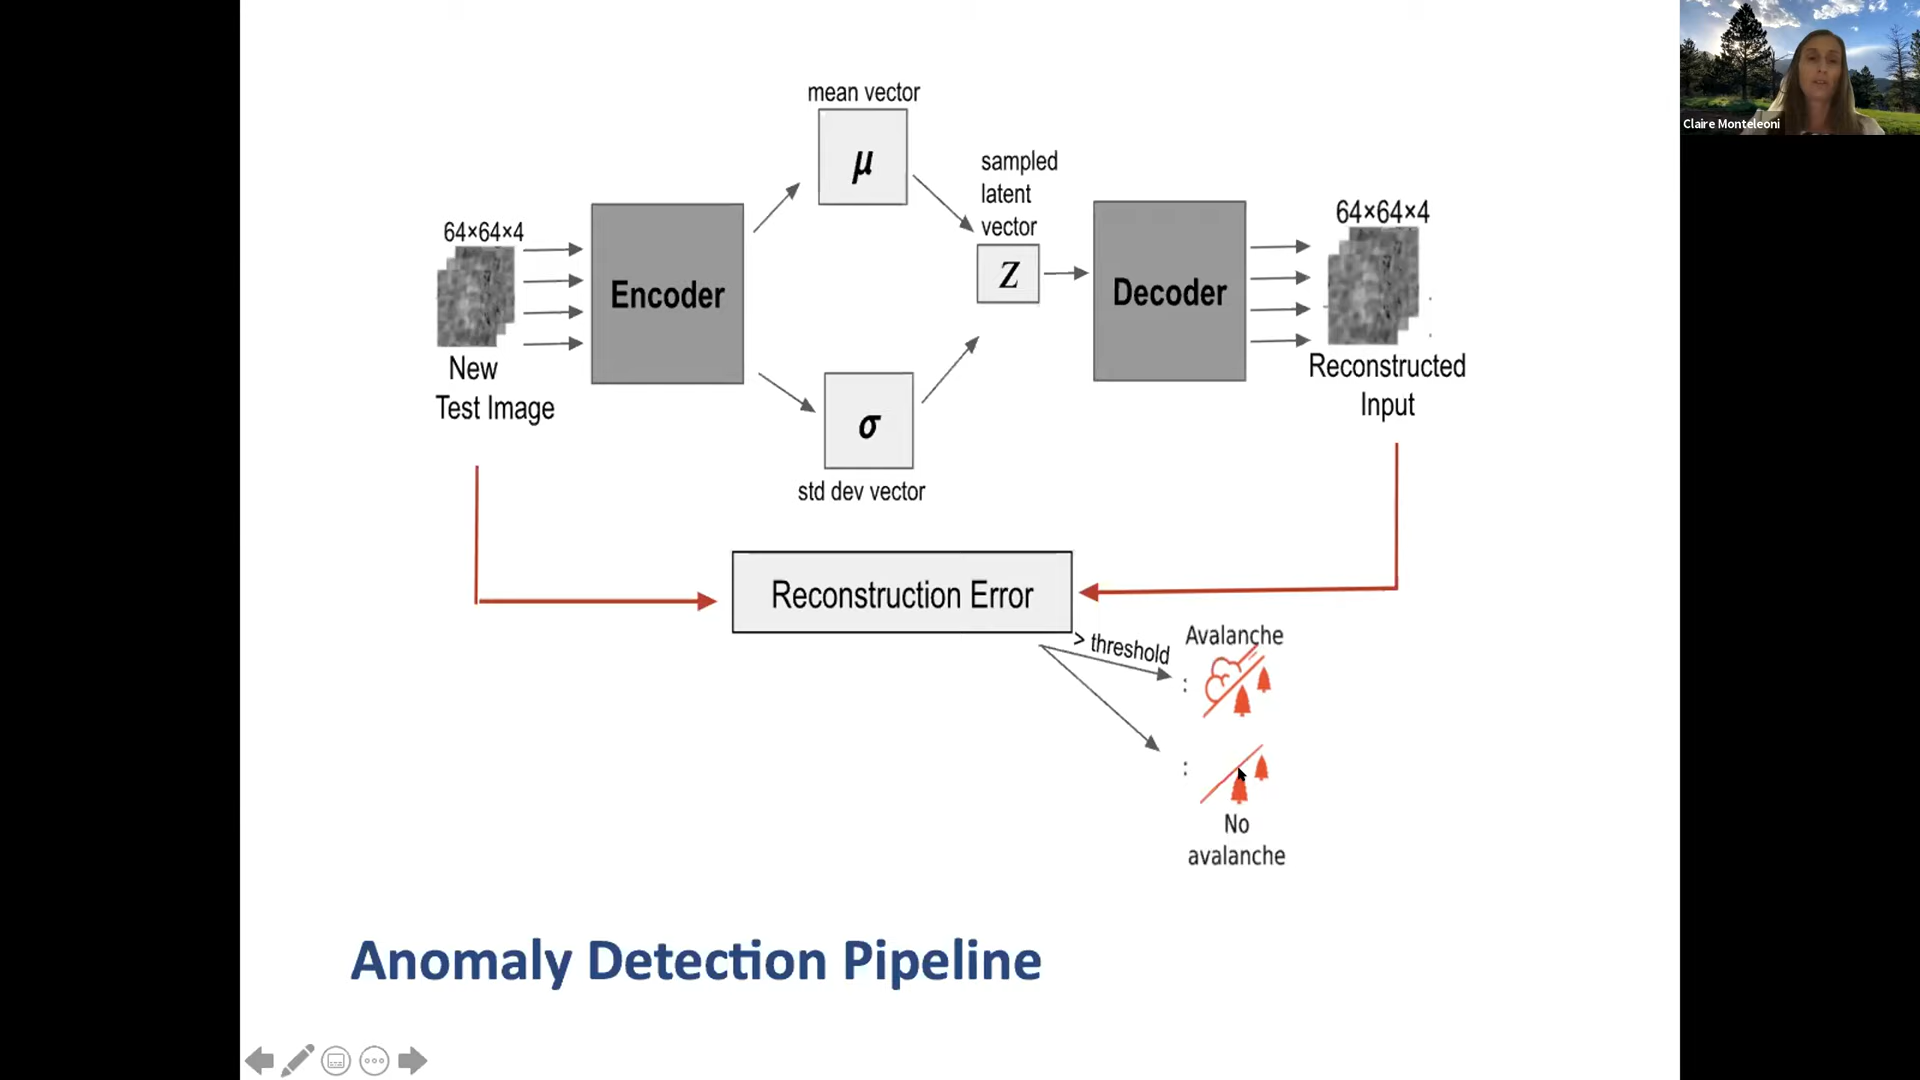 mean vector
μ
sampled
latent
vector
64×64×4
64×64×4
Encoder
Z
Decoder
New
Test Image
Reconstructed
Input
σ
std dev vector
Reconstruction Error
> threshold
Avalanche
:
:
No
avalanche
Anomaly Detection Pipeline
Claire Monteleoni